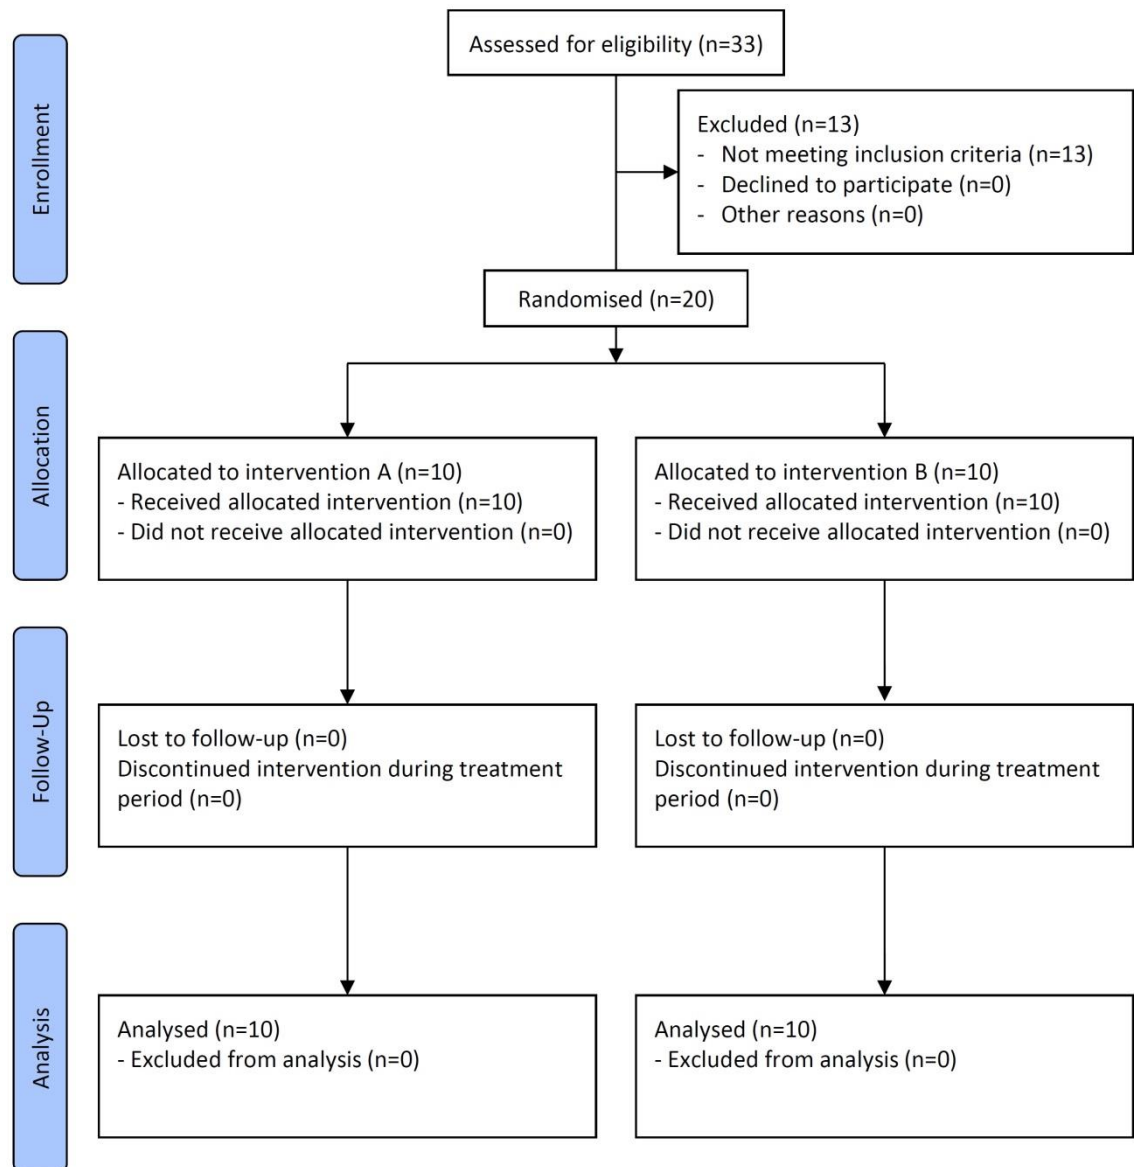 Enrollment
Assessed for eligibility (n=33)
Excluded (n=13)
- Not meeting inclusion criteria (n=13)
- Declined to participate (n=0)
- Other reasons (n=0)
Randomised (n=20)
Allocation
Allocated to intervention A (n=10)
- Received allocated intervention (n=10)
- Did not receive allocated intervention (n=0)
Allocated to intervention B (n=10)
- Received allocated intervention (n=10)
- Did not receive allocated intervention (n=0)
Follow-Up
Lost to follow-up (n=0)
Discontinued intervention during treatment
period (n=0)
Lost to follow-up (n=0)
Discontinued intervention during treatment
period (n=0)
Analysis
Analysed (n=10)
- Excluded from analysis (n=0)
Analysed (n=10)
- Excluded from analysis (n=0)